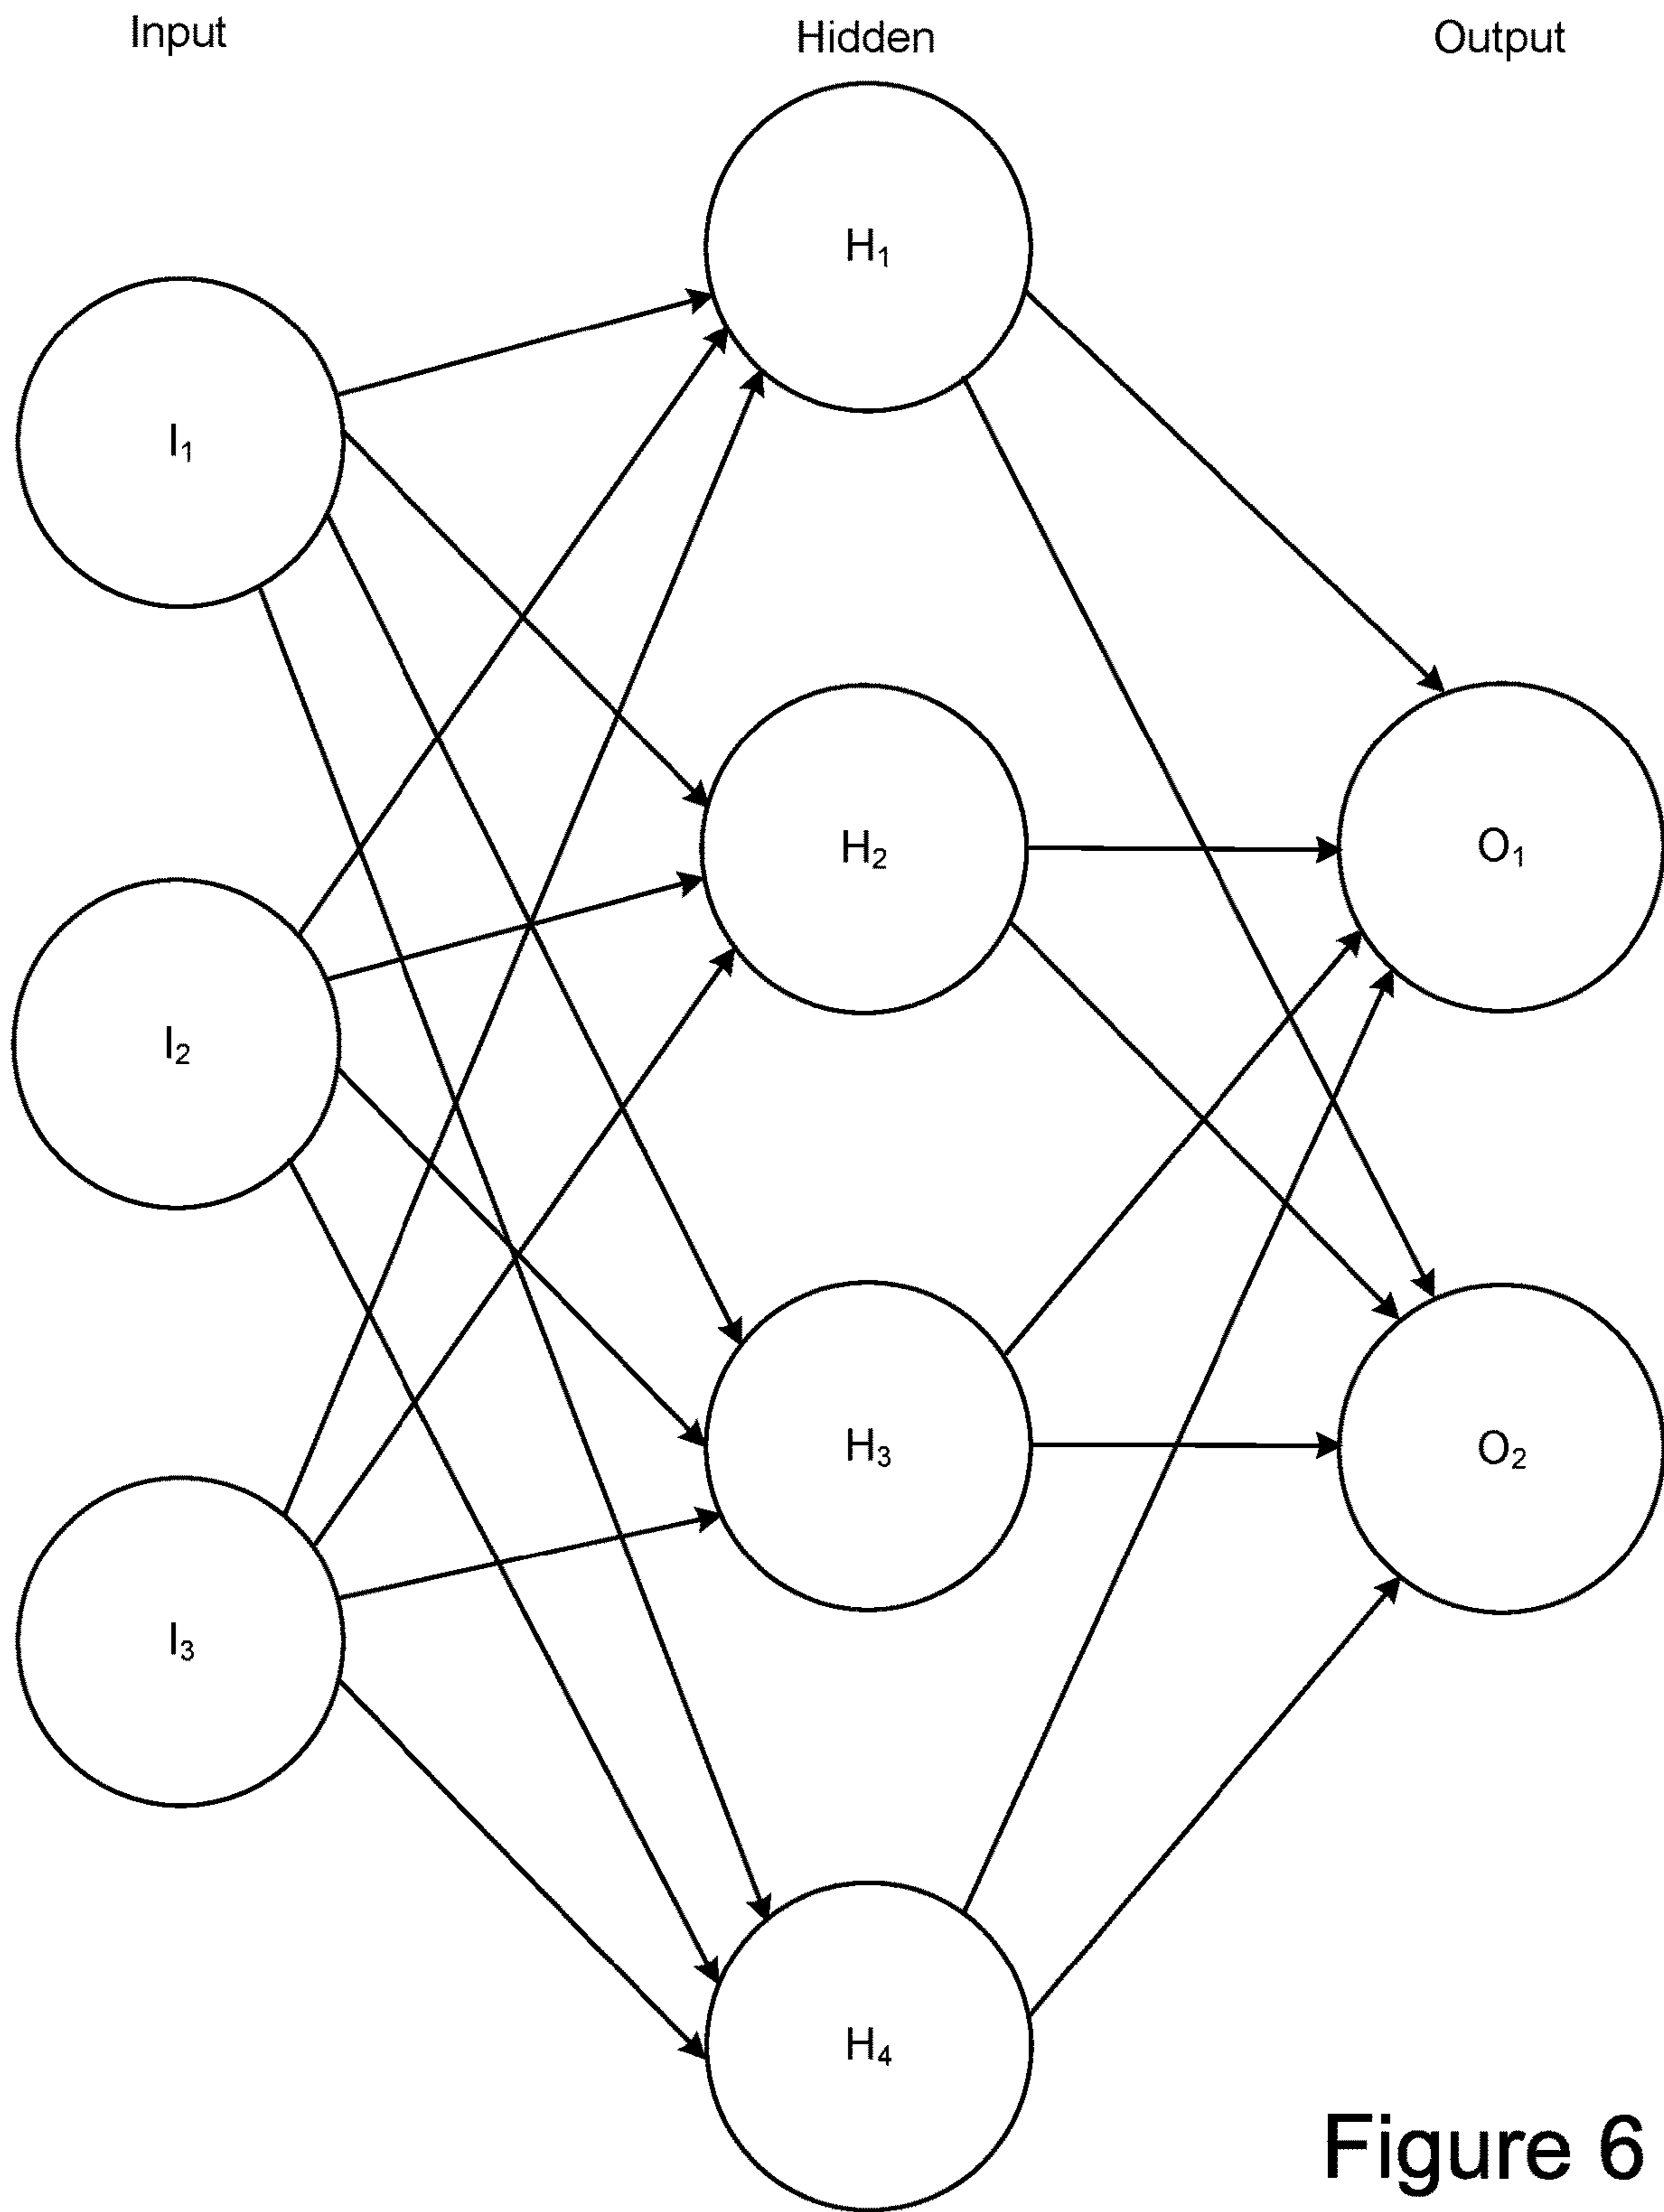 Input Hidden Output
H₁
I₁
H₂ O₁
I₂
H₃ O₂
I₃
H₄
Figure 6